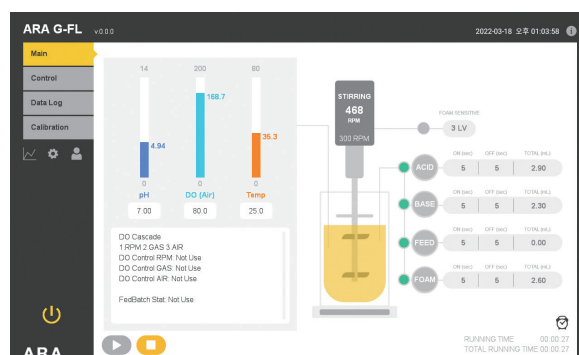 ARA G-FL v.0.0.0
2022-03-18 오후 01:03:58
Main
Control
Data Log
Calibration
14 200 80
168.7
4.94
35.3
0 0 0
pH DO (Air) Temp
7.00 80.0 25.0
DO Cascade
1.RPM 2.GAS 3.AIR
DO Control RPM: Not Use
DO Control GAS: Not Use
DO Control AIR: Not Use
FedBatch Stat: Not Use
STIRRING
468
RPM
300 RPM
FOAM SENSITIVE
3 LV
ON (sec) OFF (sec) TOTAL (mL)
ACID 5 5 2.90
ON (sec) OFF (sec) TOTAL (mL)
BASE 5 5 2.30
ON (sec) OFF (sec) TOTAL (mL)
FEED 5 5 0.00
ON (sec) OFF (sec) TOTAL (mL)
FOAM 5 5 2.60
RUNNING TIME 00:00:27
TOTAL RUNNING TIME 00:00:27
ARA